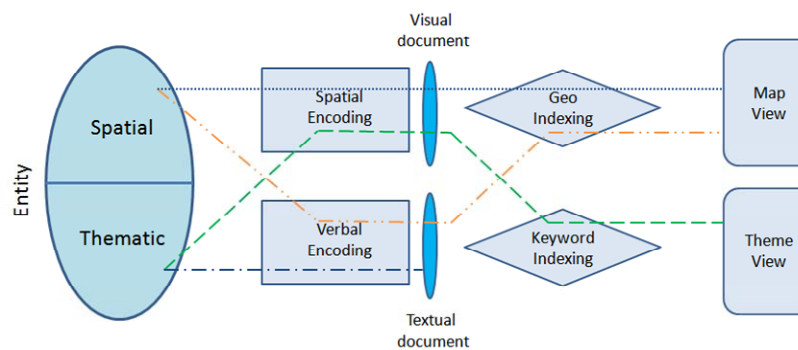 Visual
document
Entity
Spatial
Thematic
Spatial
Encoding
Geo
Indexing
Map
View
Verbal
Encoding
Keyword
Indexing
Theme
View
Textual
document